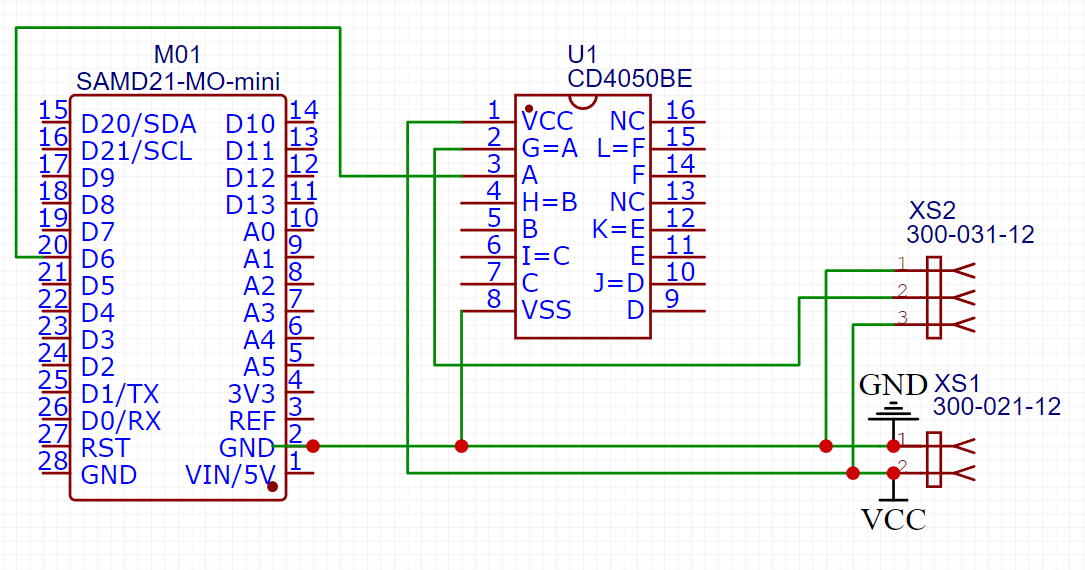 M01
SAMD21-MO-mini
15 D20/SDA D10 14
16 D21/SCL D11 13
17 D9 D12 12
18 D8 D13 11
19 D7 A0 10
20 D6 A1 9
21 D5 A2 8
22 D4 A3 7
23 D3 A4 6
24 D2 A5 5
25 D1/TX 3V3 4
26 D0/RX REF 3
27 RST GND 2
28 GND VIN/5V 1
U1
CD4050BE
1 VCC NC 16
2 G=A L=F 15
3 A F 14
4 H=B NC 13
5 B K=E 12
6 I=C E 11
7 C J=D 10
8 VSS D 9
XS2
300-031-12
1
2
3
GND
XS1
300-021-12
1
2
VCC